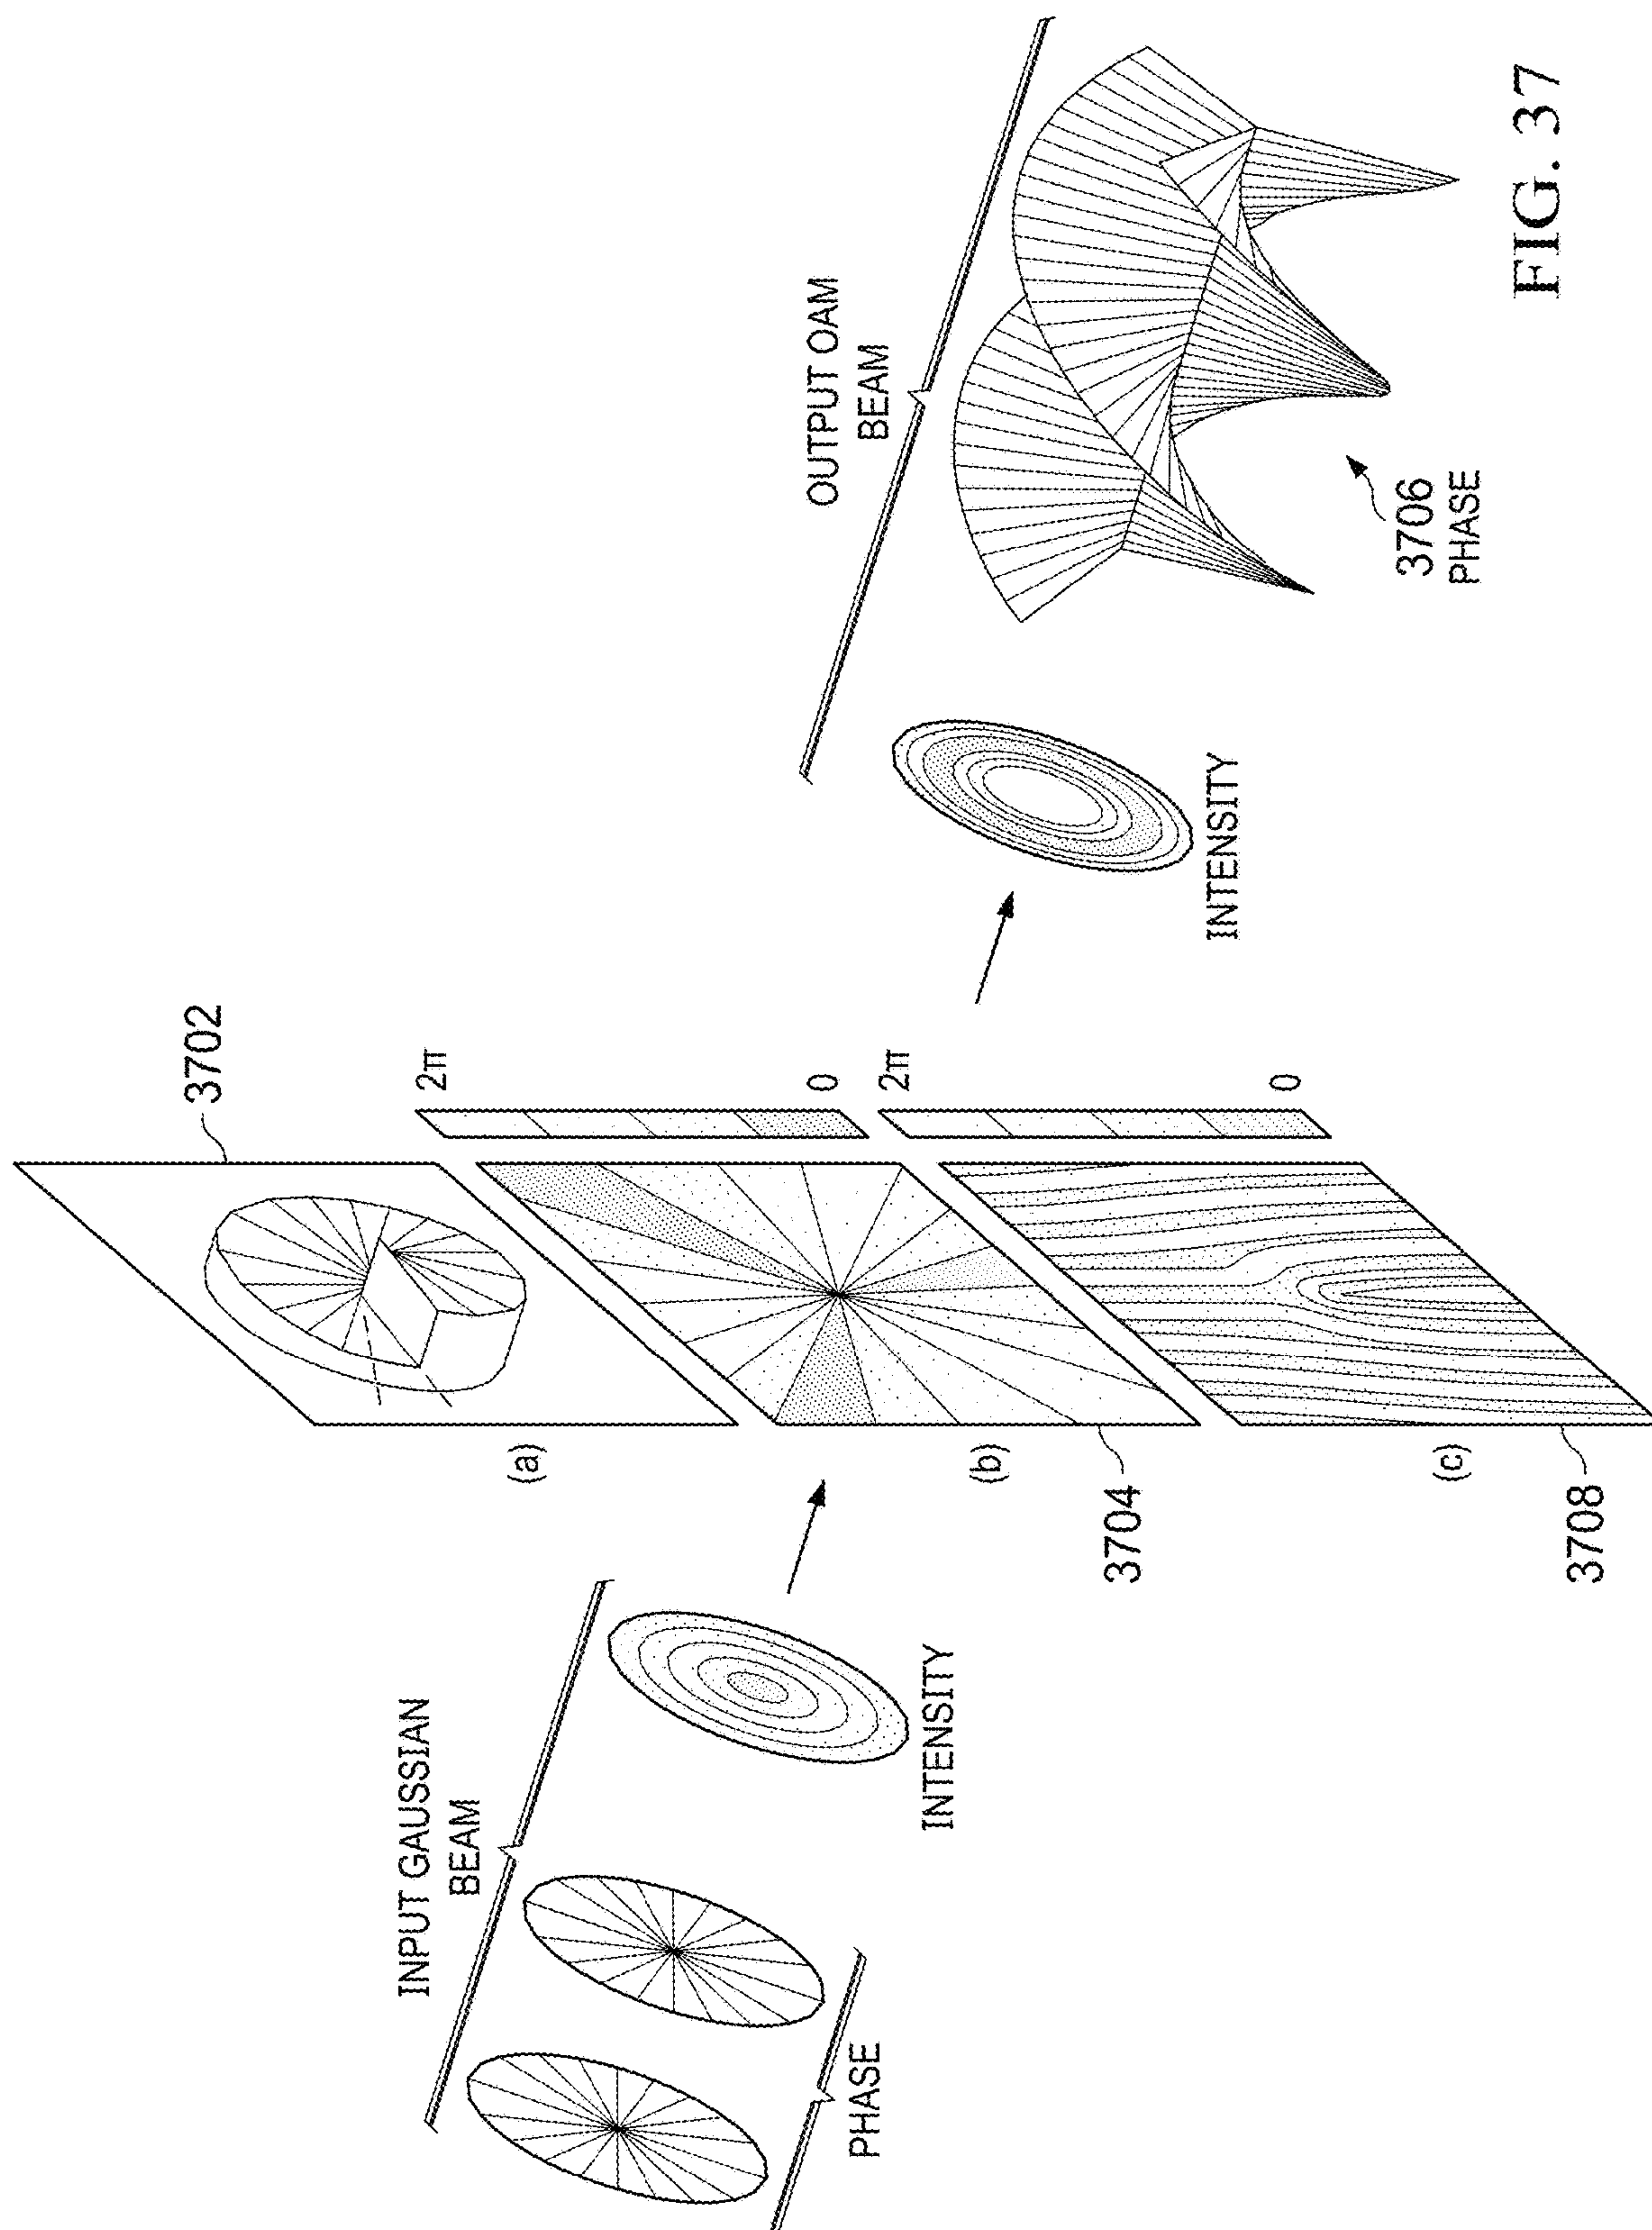 INPUT GAUSSIAN
BEAM
PHASE
INTENSITY
(a)
3702
2π
0
(b)
3704
2π
0
(c)
3708
OUTPUT OAM
BEAM
INTENSITY
3706
PHASE
FIG. 37